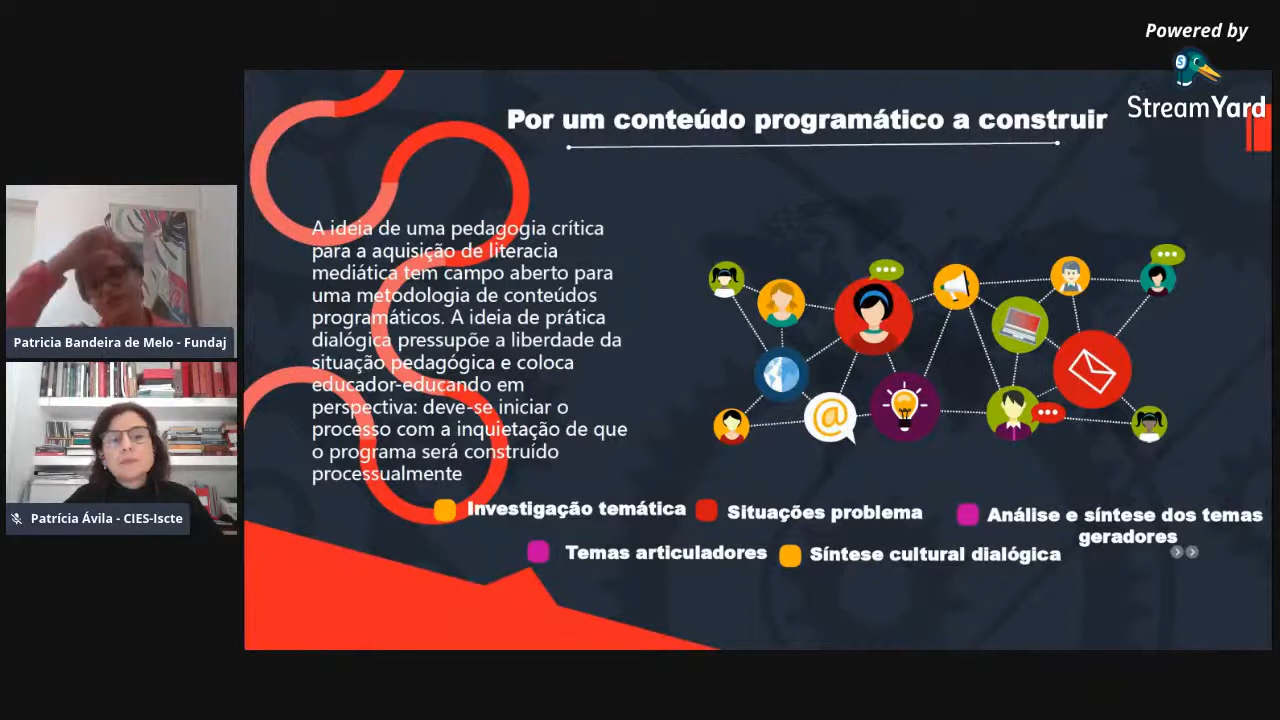 Powered by
StreamYard
Por um conteúdo programático a construir
A ideia de uma pedagogia crítica
para a aquisição de literacia
mediática tem campo aberto para
uma metodologia de conteúdos
programáticos. A ideia de prática
dialógica pressupõe a liberdade da
situação pedagógica e coloca
educador-educando em
perspectiva: deve-se iniciar o
processo com a inquietação de que
o programa será construído
processualmente
@
Investigação temática
Situações problema
Análise e síntese dos temas
geradores
Temas articuladores
Síntese cultural dialógica
Patricia Bandeira de Melo - Fundaj
Patrícia Ávila - CIES-Iscte